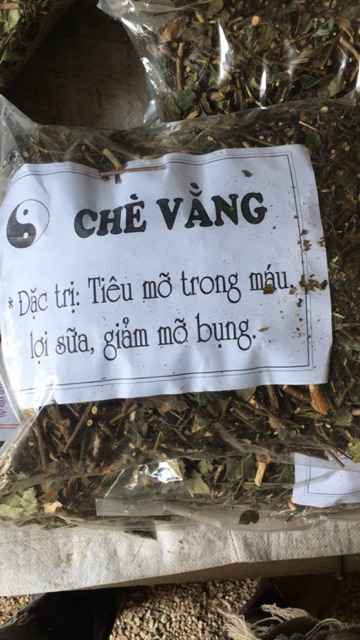 CHÈ VẰNG
* Đặc trị: Tiêu mỡ trong máu,
lợi sữa, giảm mỡ bụng.